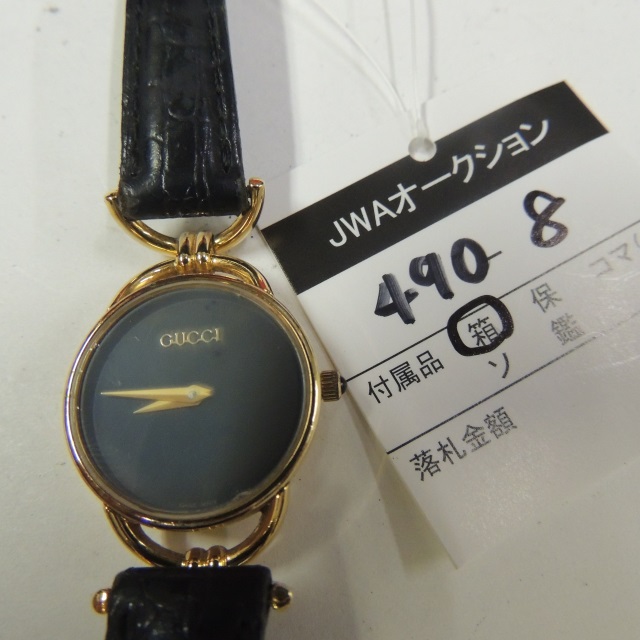 GUCCI
JWAオークション
490-8
付属品 箱 保
ソ 鑑 コマ
落札金額